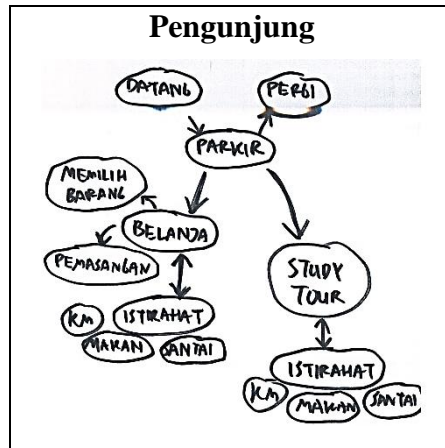 Pengunjung
DATANG
PERGI
PARKIR
MEMILIH
BARANG
BELANJA
PEMASANGAN
ISTIRAHAT
KM
MAKAN
SANTAI
STUDY
TOUR
ISTIRAHAT
KM
MAKAN
SANTAI